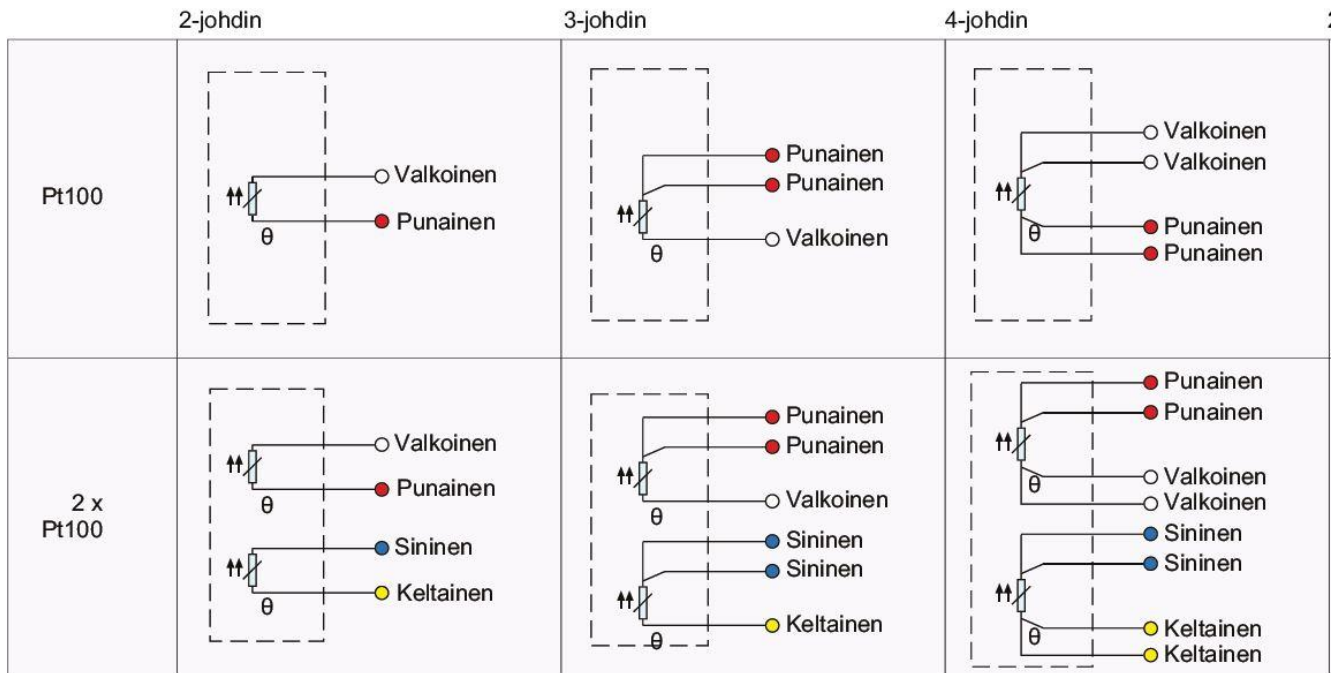 2-johdin 3-johdin 4-johdin 2
Pt100
Valkoinen
Punainen
θ
Punainen
Punainen
Valkoinen
θ
Valkoinen
Valkoinen
Punainen
Punainen
θ
2 x
Pt100
Valkoinen
Punainen
θ
Sininen
Keltainen
θ
Punainen
Punainen
Valkoinen
θ
Sininen
Sininen
Keltainen
θ
Punainen
Punainen
Valkoinen
Valkoinen
θ
Sininen
Sininen
Keltainen
Keltainen
θ